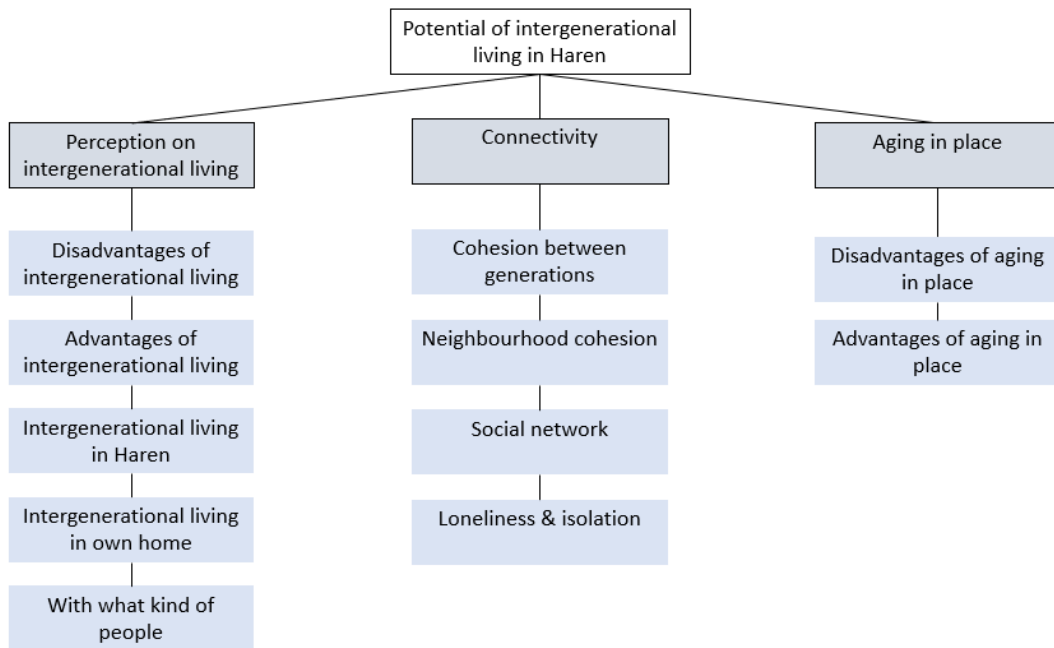 Potential of intergenerational
living in Haren
Perception on
intergenerational living
Disadvantages of
intergenerational living
Advantages of
intergenerational living
Intergenerational living
in Haren
Intergenerational living
in own home
With what kind of
people
Connectivity
Cohesion between
generations
Neighbourhood cohesion
Social network
Loneliness & isolation
Aging in place
Disadvantages of aging
in place
Advantages of aging in
place